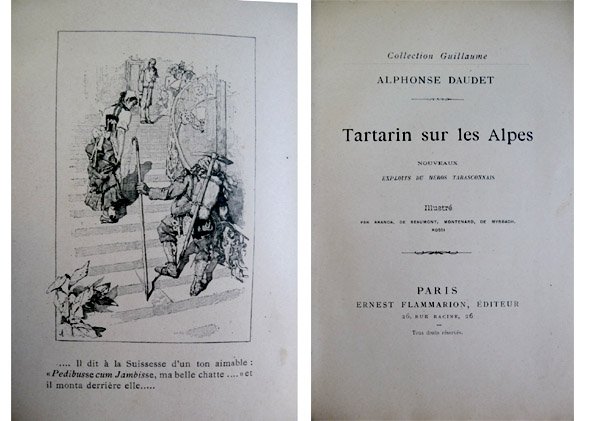 .... Il dit à la Suissesse d'un ton aimable :
«Pedibusse cum Jambisse, ma belle chatte ....» et
il monta derrière elle.....
Collection Guillaume
ALPHONSE DAUDET
Tartarin sur les Alpes
NOUVEAUX
EXPLOITS DU HÉROS TARASCONNAIS
Illustré
PAR ARANDA, DE BEAUMONT, MONTENARD, DE MYRBACH,
ROSSI
PARIS
ERNEST FLAMMARION, ÉDITEUR
26, RUE RACINE, 26
Tous droits réservés.